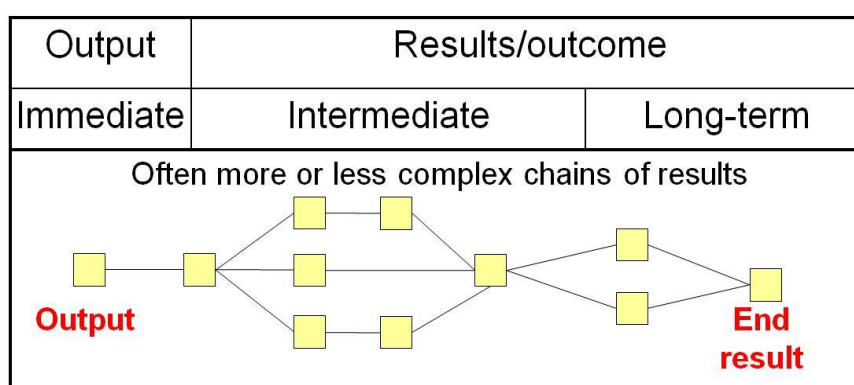 Output
Results/outcome
Immediate
Intermediate
Long-term
Often more or less complex chains of results
Output
End
result